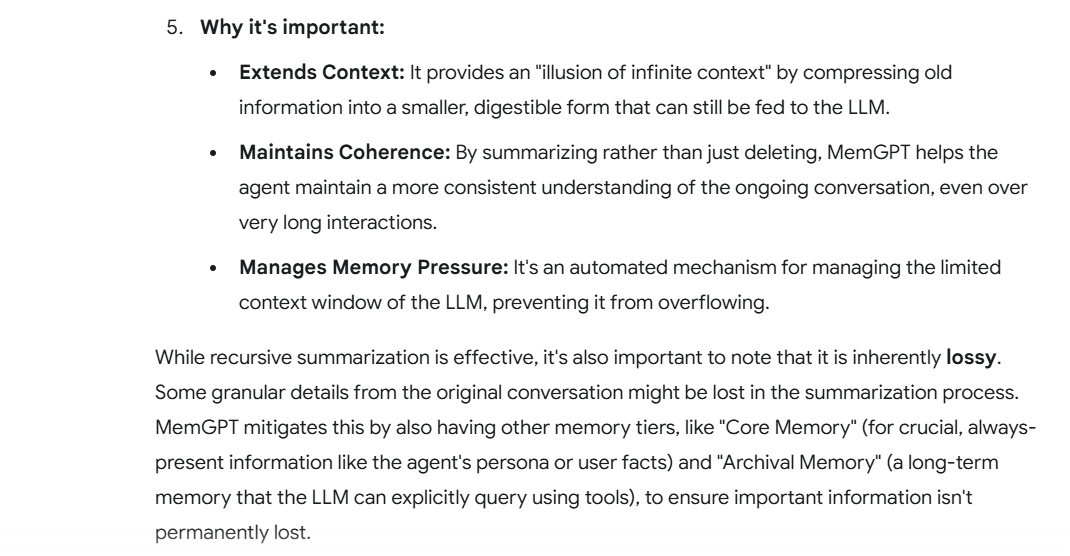 5. Why it's important:
• Extends Context: It provides an "illusion of infinite context" by compressing old
information into a smaller, digestible form that can still be fed to the LLM.
• Maintains Coherence: By summarizing rather than just deleting, MemGPT helps the
agent maintain a more consistent understanding of the ongoing conversation, even over
very long interactions.
• Manages Memory Pressure: It's an automated mechanism for managing the limited
context window of the LLM, preventing it from overflowing.
While recursive summarization is effective, it's also important to note that it is inherently lossy.
Some granular details from the original conversation might be lost in the summarization process.
MemGPT mitigates this by also having other memory tiers, like "Core Memory" (for crucial, always-
present information like the agent's persona or user facts) and "Archival Memory" (a long-term
memory that the LLM can explicitly query using tools), to ensure important information isn't
permanently lost.